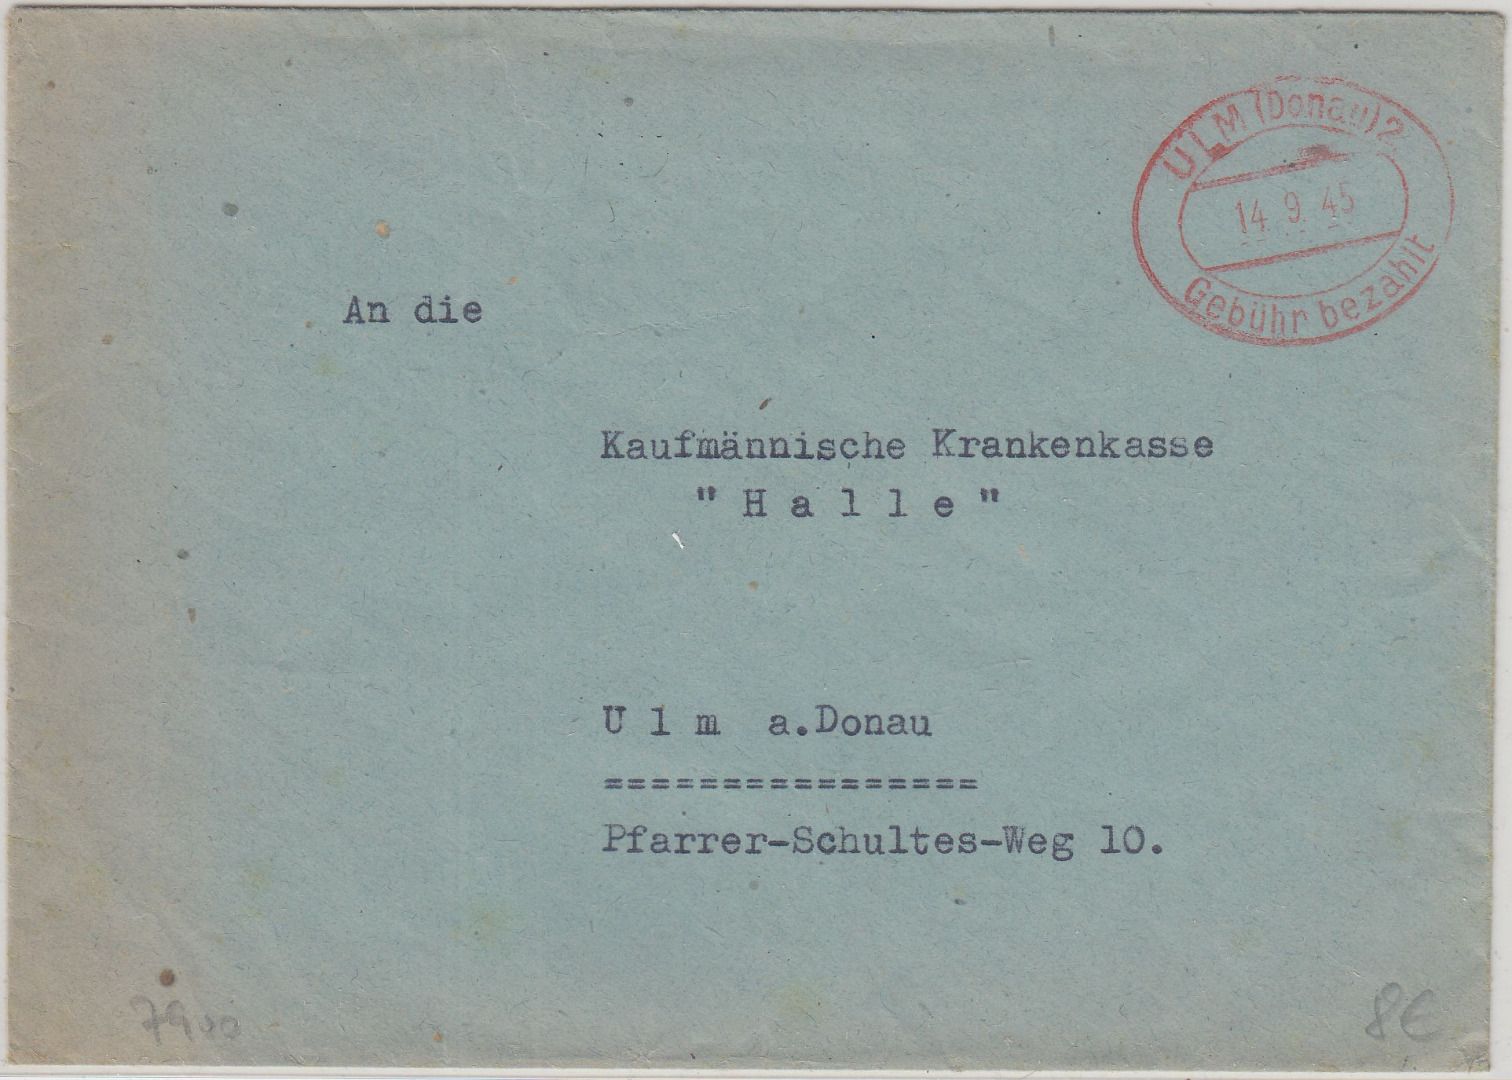 ULM (Donau) 2
14. 9. 45
Gebühr bezahlt
An die
Kaufmännische Krankenkasse
" H a l l e "
U l m  a.Donau
================
Pfarrer-Schultes-Weg 10.
7900
8€